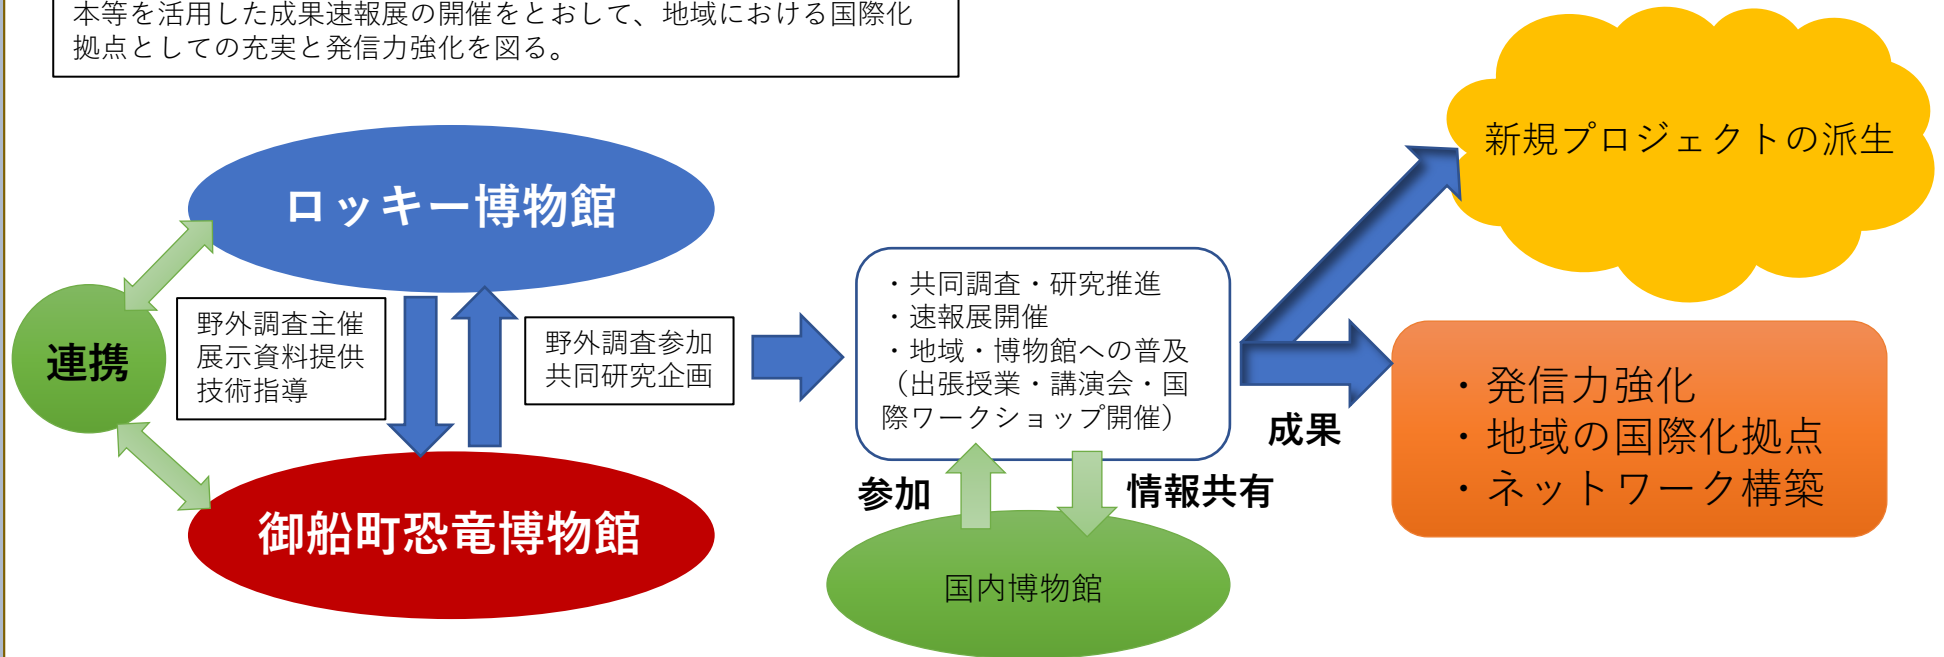 本等を活用した成果速報展の開催をとおして、地域における国際化
拠点としての充実と発信力強化を図る。
新規プロジェクトの派生
ロッキー博物館
連携
野外調査主催
展示資料提供
技術指導
野外調査参加
共同研究企画
・共同調査・研究推進
・速報展開催
・地域・博物館への普及
（出張授業・講演会・国
際ワークショップ開催）
成果
・発信力強化
・地域の国際化拠点
・ネットワーク構築
参加
情報共有
御船町恐竜博物館
国内博物館